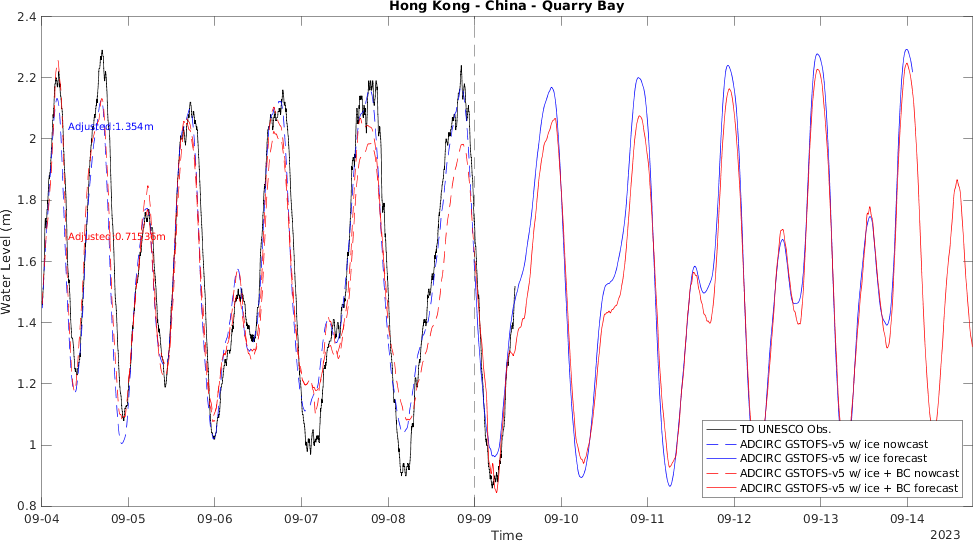 Hong Kong - China - Quarry Bay
2.4
2.2
2
1.8
1.6
1.4
1.2
1
0.8
Water Level (m)
Adjusted:1.354m
Adjusted:0.71536m
TD UNESCO Obs.
ADCIRC GSTOFS-v5 w/ ice nowcast
ADCIRC GSTOFS-v5 w/ ice forecast
ADCIRC GSTOFS-v5 w/ ice + BC nowcast
ADCIRC GSTOFS-v5 w/ ice + BC forecast
09-04 09-05 09-06 09-07 09-08 09-09 09-10 09-11 09-12 09-13 09-14
Time
2023